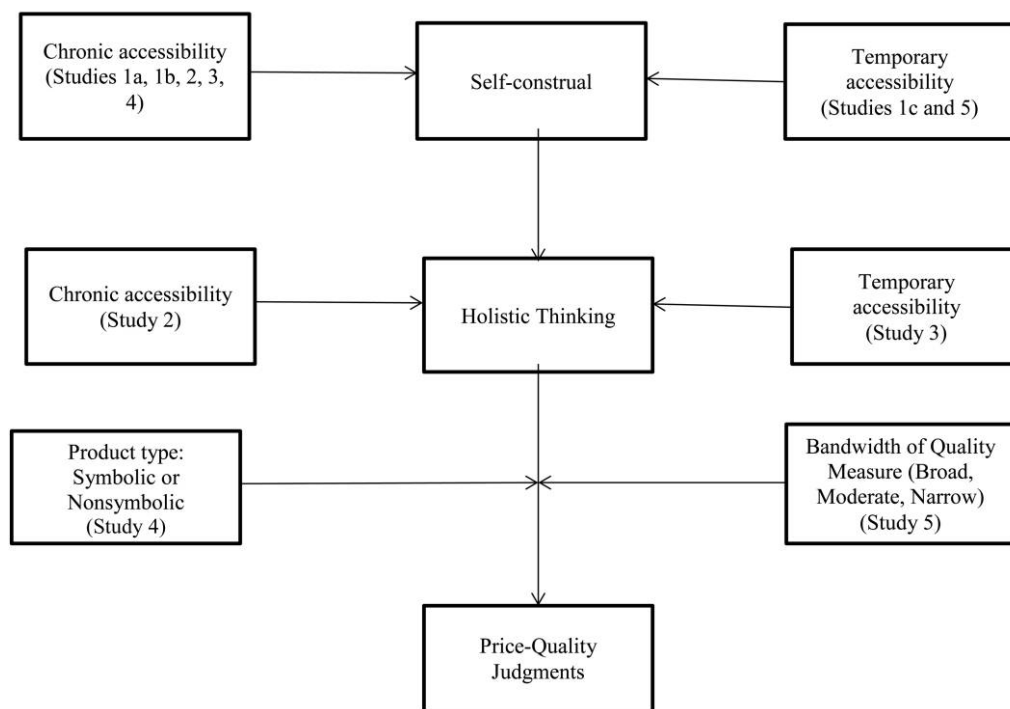 Chronic accessibility
(Studies 1a, 1b, 2, 3,
4)
Self-construal
Temporary
accessibility
(Studies 1c and 5)
Chronic accessibility
(Study 2)
Holistic Thinking
Temporary
accessibility
(Study 3)
Product type:
Symbolic or
Nonsymbolic
(Study 4)
Bandwidth of Quality
Measure (Broad,
Moderate, Narrow)
(Study 5)
Price-Quality
Judgments